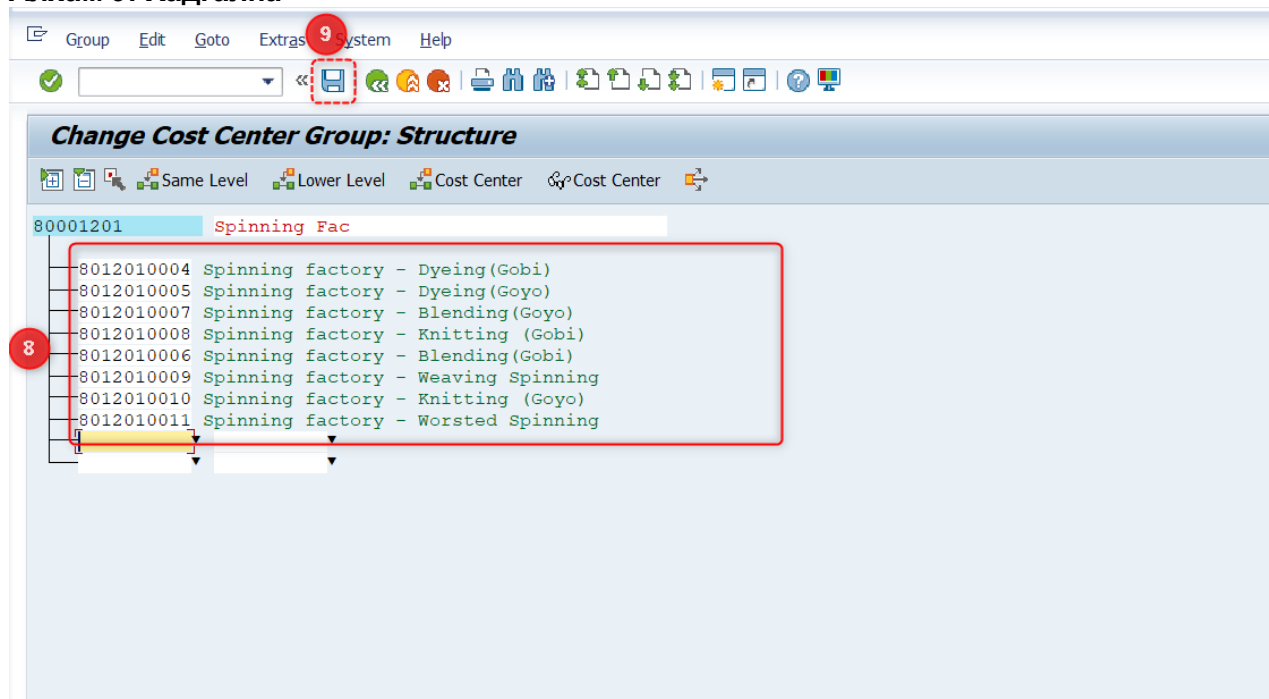 Group Edit Goto Extras System Help
9
Change Cost Center Group: Structure
Same Level Lower Level Cost Center Cost Center
80001201 Spinning Fac
8012010004 Spinning factory - Dyeing(Gobi)
8012010005 Spinning factory - Dyeing(Goyo)
8012010007 Spinning factory - Blending(Goyo)
8012010008 Spinning factory - Knitting (Gobi)
8
8012010006 Spinning factory - Blending(Gobi)
8012010009 Spinning factory - Weaving Spinning
8012010010 Spinning factory - Knitting (Goyo)
8012010011 Spinning factory - Worsted Spinning